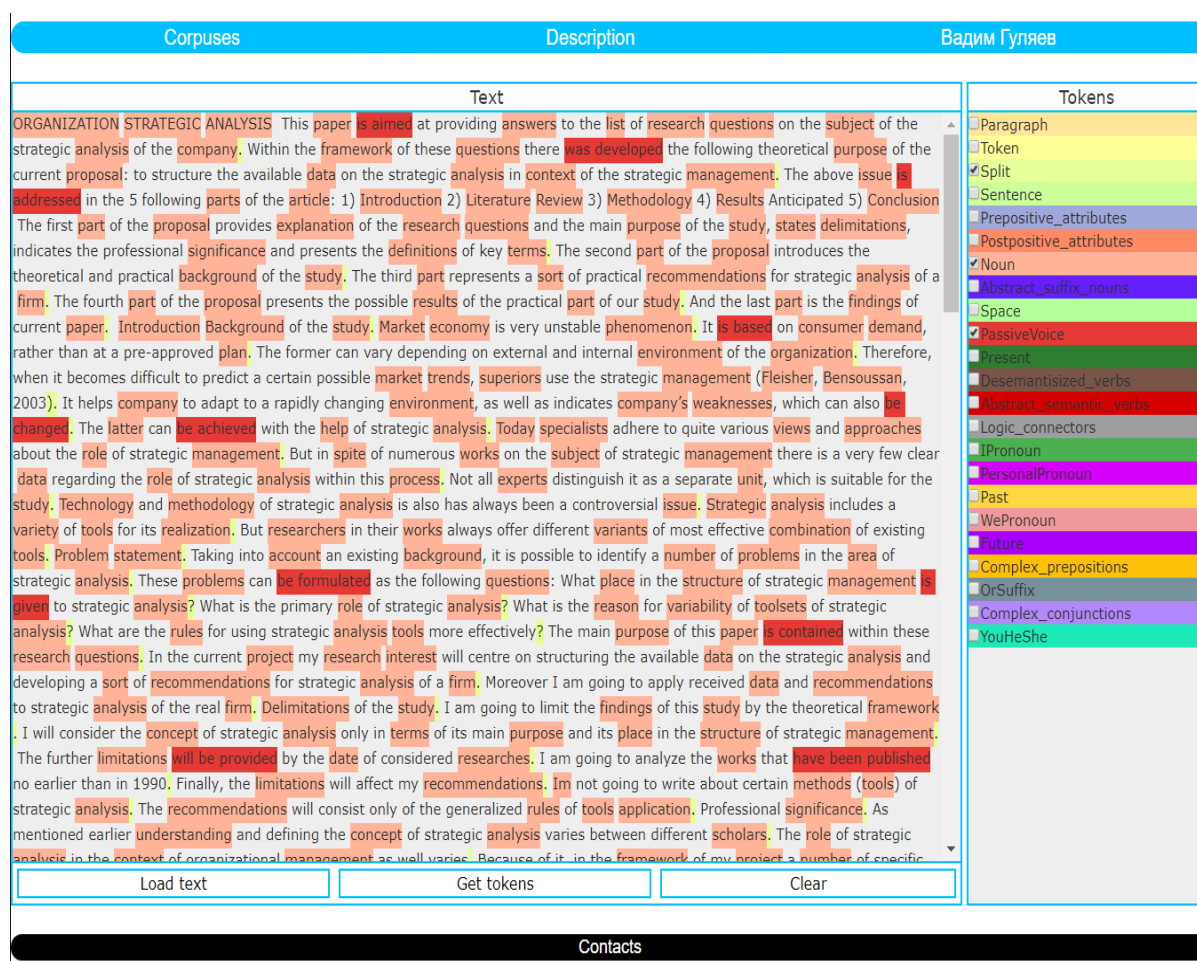 Corpuses Description Вадим Гуляев
Text
ORGANIZATION STRATEGIC ANALYSIS This paper is aimed at providing answers to the list of research questions on the subject of the
strategic analysis of the company. Within the framework of these questions there was developed the following theoretical purpose of the
current proposal: to structure the available data on the strategic analysis in context of the strategic management. The above issue is
addressed in the 5 following parts of the article: 1) Introduction 2) Literature Review 3) Methodology 4) Results Anticipated 5) Conclusion
The first part of the proposal provides explanation of the research questions and the main purpose of the study, states delimitations,
indicates the professional significance and presents the definitions of key terms. The second part of the proposal introduces the
theoretical and practical background of the study. The third part represents a sort of practical recommendations for strategic analysis of a
firm. The fourth part of the proposal presents the possible results of the practical part of our study. And the last part is the findings of
current paper. Introduction Background of the study. Market economy is very unstable phenomenon. It is based on consumer demand,
rather than at a pre-approved plan. The former can vary depending on external and internal environment of the organization. Therefore,
when it becomes difficult to predict a certain possible market trends, superiors use the strategic management (Fleisher, Bensoussan,
2003). It helps company to adapt to a rapidly changing environment, as well as indicates company's weaknesses, which can also be
changed. The latter can be achieved with the help of strategic analysis. Today specialists adhere to quite various views and approaches
about the role of strategic management. But in spite of numerous works on the subject of strategic management there is a very few clear
data regarding the role of strategic analysis within this process. Not all experts distinguish it as a separate unit, which is suitable for the
study. Technology and methodology of strategic analysis is also has always been a controversial issue. Strategic analysis includes a
variety of tools for its realization. But researchers in their works always offer different variants of most effective combination of existing
tools. Problem statement. Taking into account an existing background, it is possible to identify a number of problems in the area of
strategic analysis. These problems can be formulated as the following questions: What place in the structure of strategic management is
given to strategic analysis? What is the primary role of strategic analysis? What is the reason for variability of toolsets of strategic
analysis? What are the rules for using strategic analysis tools more effectively? The main purpose of this paper is contained within these
research questions. In the current project my research interest will centre on structuring the available data on the strategic analysis and
developing a sort of recommendations for strategic analysis of a firm. Moreover I am going to apply received data and recommendations
to strategic analysis of the real firm. Delimitations of the study. I am going to limit the findings of this study by the theoretical framework
. I will consider the concept of strategic analysis only in terms of its main purpose and its place in the structure of strategic management.
The further limitations will be provided by the date of considered researches. I am going to analyze the works that have been published
no earlier than in 1990. Finally, the limitations will affect my recommendations. Im not going to write about certain methods (tools) of
strategic analysis. The recommendations will consist only of the generalized rules of tools application. Professional significance. As
mentioned earlier understanding and defining the concept of strategic analysis varies between different scholars. The role of strategic
analysis in the context of organizational management as well varies. Because of it, in the framework of my project a number of specific
Load text Get tokens Clear
Tokens
Paragraph
Token
Split
Sentence
Prepositive_attributes
Postpositive_attributes
Noun
Abstract_suffix_nouns
Space
PassiveVoice
Present
Desemantisized_verbs
Abstract_semantic_verbs
Logic_connectors
IPronoun
PersonalPronoun
Past
WePronoun
Future
Complex_prepositions
OrSuffix
Complex_conjunctions
YouHeShe
Contacts